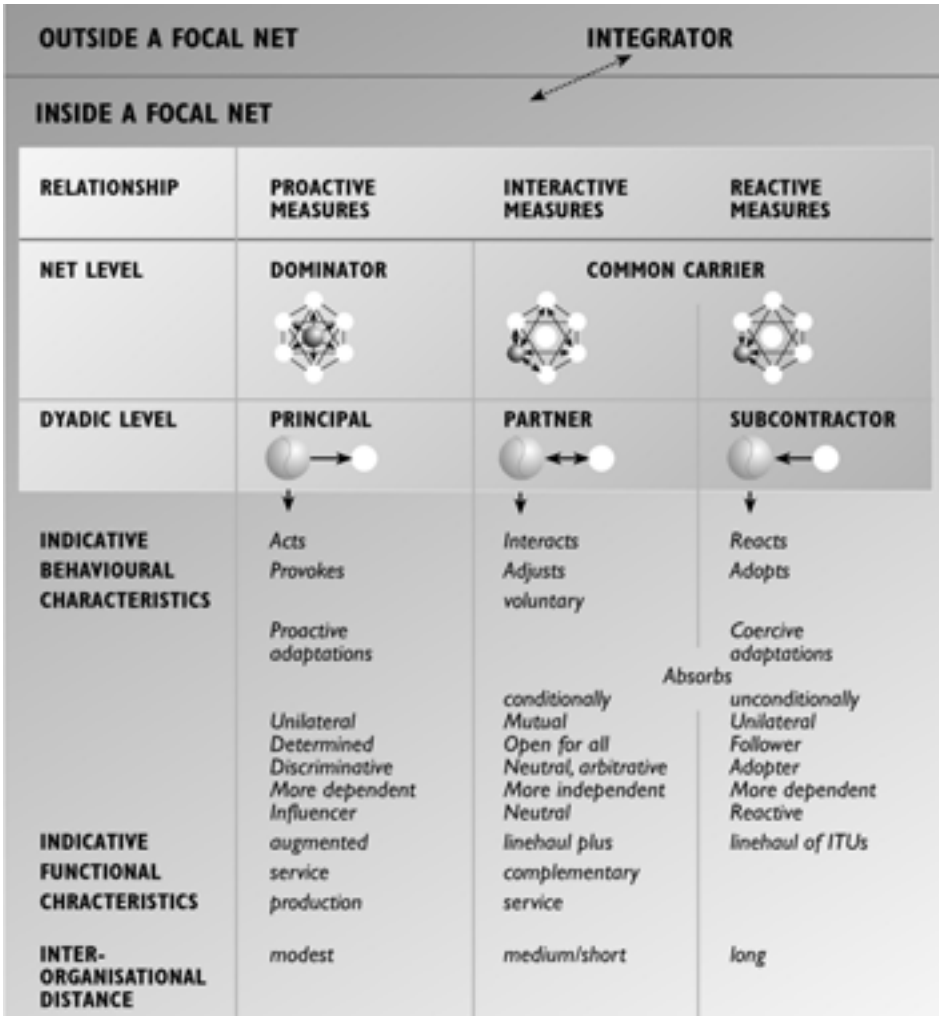 OUTSIDE A FOCAL NET INTEGRATOR
INSIDE A FOCAL NET
RELATIONSHIP PROACTIVE INTERACTIVE REACTIVE
MEASURES MEASURES MEASURES
NET LEVEL DOMINATOR COMMON CARRIER
DYADIC LEVEL PRINCIPAL PARTNER SUBCONTRACTOR
INDICATIVE Acts Interacts Reacts
BEHAVIOURAL Provokes Adjusts Adopts
CHARACTERISTICS voluntary
Proactive Coercive
adaptations adaptations
Absorbs
conditionally unconditionally
Unilateral Mutual Unilateral
Determined Open for all Follower
Discriminative Neutral, arbitrative Adopter
More dependent More independent More dependent
Influencer Neutral Reactive
INDICATIVE augmented linehaul plus linehaul of ITUs
FUNCTIONAL service complementary
CHRACTERISTICS production service
INTER- modest medium/short long
ORGANISATIONAL
DISTANCE